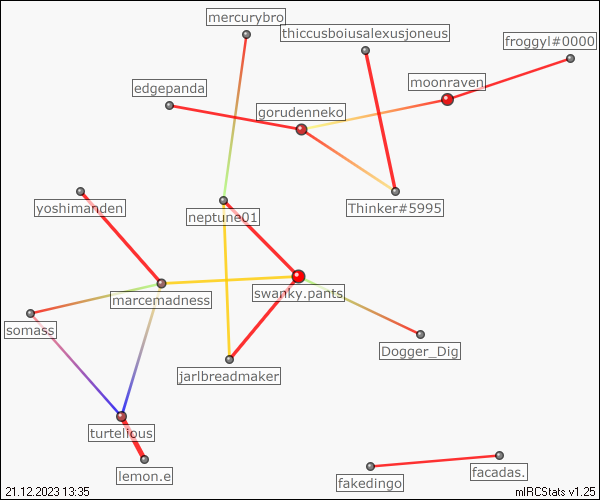 mercurybro
thiccusboiusalexusjoneus
froggyl#0000
moonraven
edgepanda
gorudenneko
yoshimanden
neptune01
Thinker#5995
marcemadness
swanky.pants
somass
Dogger_Dig
jarlbreadmaker
turtelious
lemon.e
fakedingo
facadas.
21.12.2023 13:35
mIRCStats v1.25